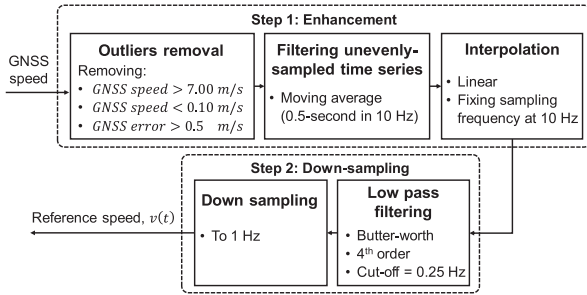 Step 1: Enhancement
GNSS
speed
Outliers removal
Removing:
• GNSS speed > 7.00 m/s
• GNSS speed < 0.10 m/s
• GNSS error > 0.5 m/s
Filtering unevenly-
sampled time series
• Moving average
(0.5-second in 10 Hz)
Interpolation
• Linear
• Fixing sampling
frequency at 10 Hz
Step 2: Down-sampling
Low pass
filtering
• Butter-worth
• 4th order
• Cut-off = 0.25 Hz
Down sampling
• To 1 Hz
Reference speed, v(t)